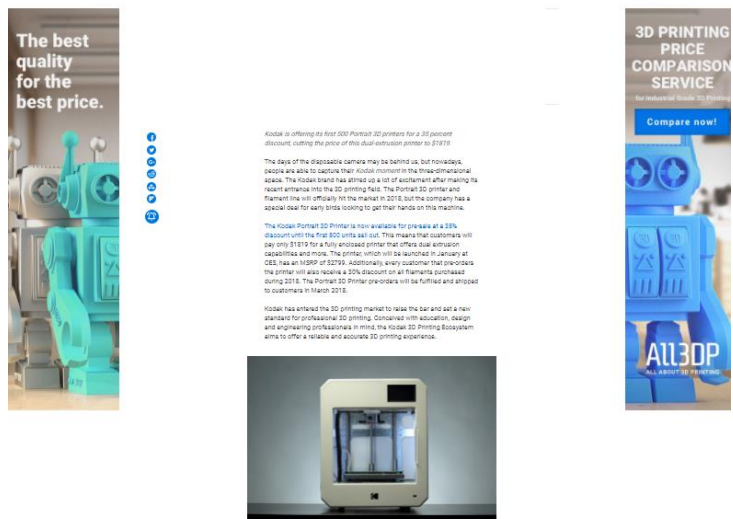 The best
quality
for the
best price.
Kodak is offering its first 500 Portrait 3D printers for a 35 percent
discount, cutting the price of this dual-extrusion printer to $1819
The days of the disposable camera may be behind us, but nowadays,
people are able to capture their Kodak moment in the three-dimensional
space. The Kodak brand has stirred up a lot of excitement after making its
recent entrance into the 3D printing field. The Portrait 3D printer and
filament line will officially hit the market in 2018, but the company has a
special deal for early birds looking to get their hands on this machine.
The Kodak Portrait 3D Printer is now available for pre-sale at a 35%
discount until the first 500 units sell out. This means that customers will
pay only $1819 for a fully enclosed printer that offers dual extrusion
capabilities and more. The printer, which will be launched in January at
CES, has an MSRP of $2799. Additionally, every customer that pre-orders
the printer will also receive a 30% discount on all filaments purchased
during 2018. The Portrait 3D Printer pre-orders will be fulfilled and shipped
to customers in March 2018.
Kodak has entered the 3D printing market to raise the bar and set a new
standard for professional 3D printing. Conceived with education, design
and engineering professionals in mind, the Kodak 3D Printing Ecosystem
aims to offer a reliable and accurate 3D printing experience.
3D PRINTING
PRICE
COMPARISON
SERVICE
for Industrial Grade 3D Printing
Compare now!
All3DP
ALL ABOUT 3D PRINTING